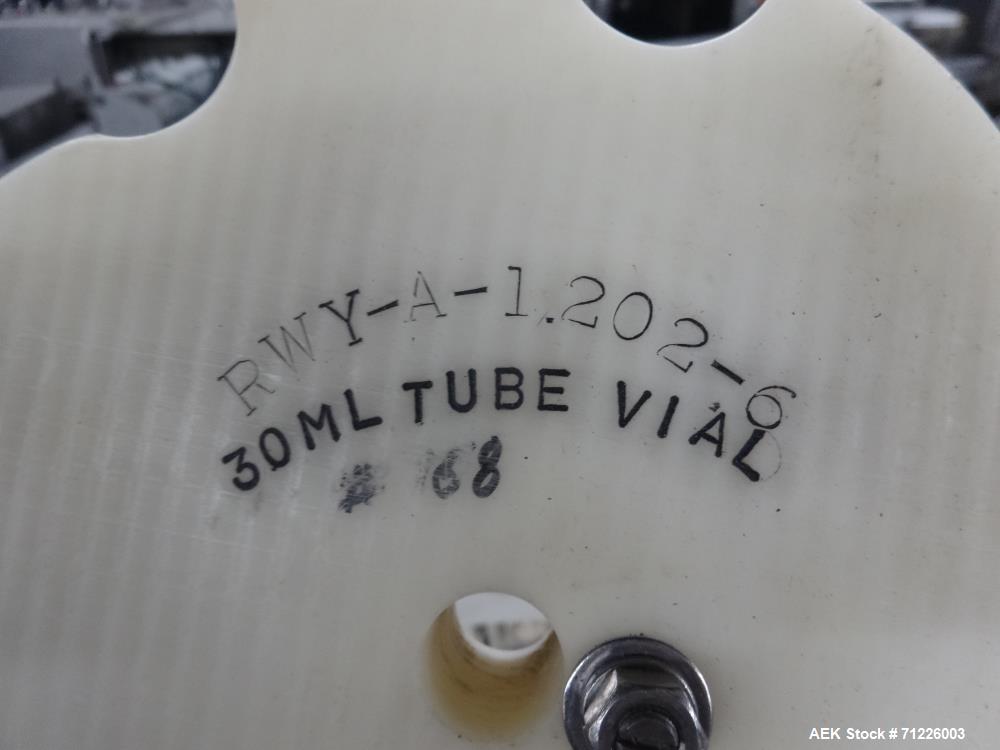 RWY-A-1.202-6
30ML TUBE VIAL
68
AEK Stock #71226003